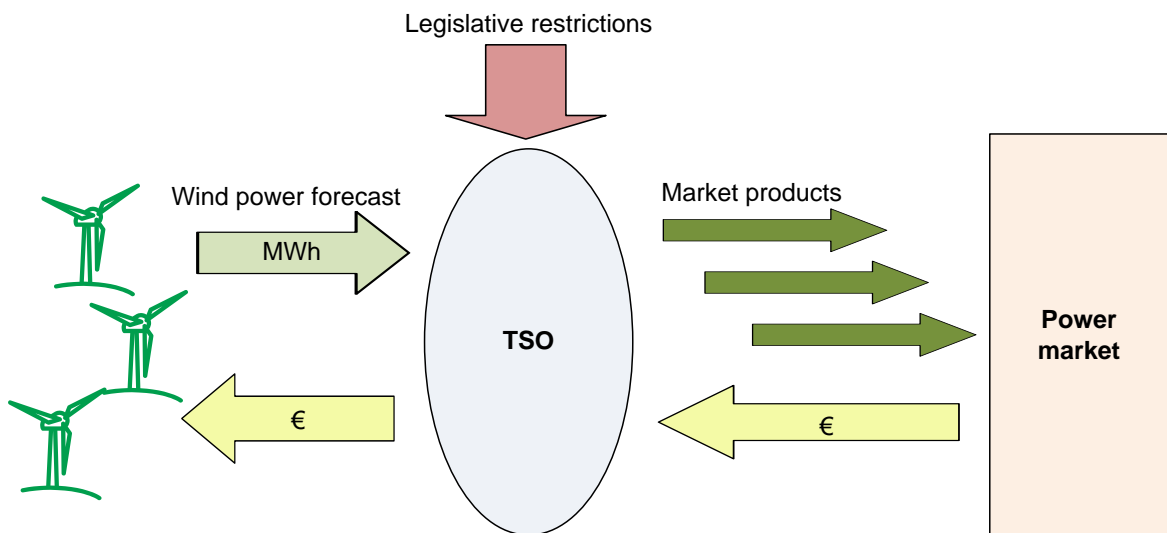 Legislative restrictions
Wind power forecast
MWh
Market products
TSO
Power
market
€
€